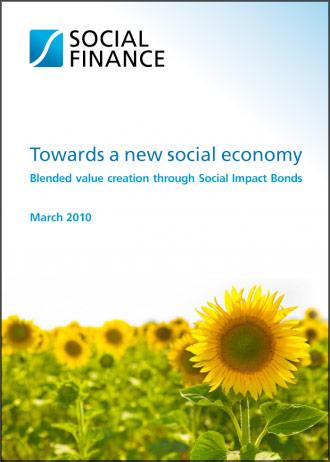 SOCIAL
FINANCE
Towards a new social economy
Blended value creation through Social Impact Bonds
March 2010